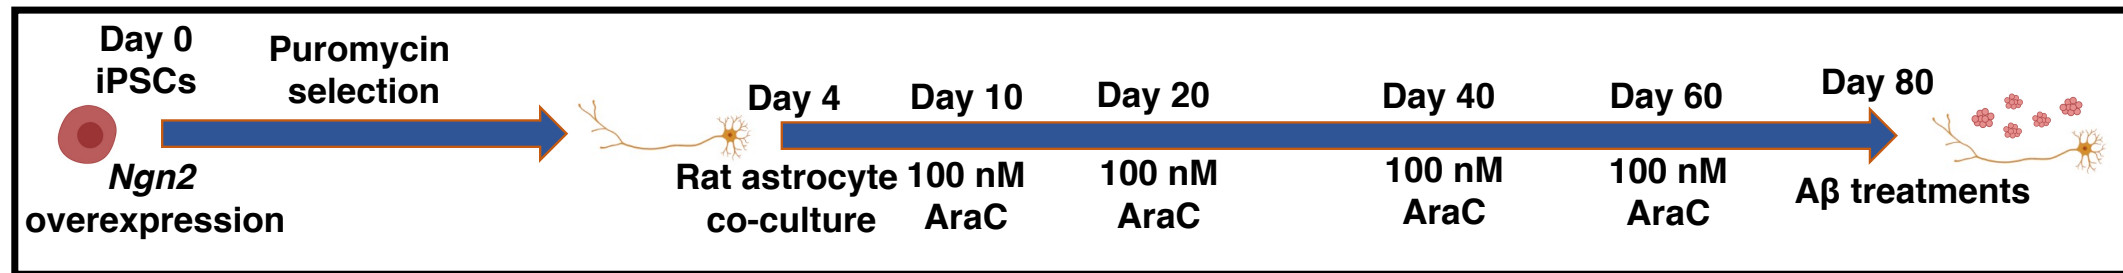 Day 0
iPSCs
Ngn2
overexpression
Puromycin
selection
Day 4
Rat astrocyte
co-culture
Day 10
100 nM
AraC
Day 20
100 nM
AraC
Day 40
100 nM
AraC
Day 60
100 nM
AraC
Day 80
Aβ treatments